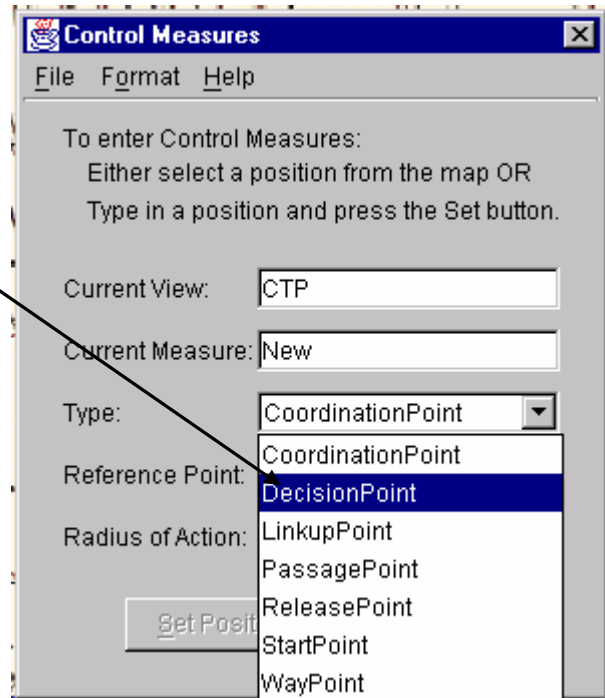 Control Measures
File Format Help
To enter Control Measures:
Either select a position from the map OR
Type in a position and press the Set button.
Current View: CTP
Current Measure: New
Type: CoordinationPoint
CoordinationPoint
Reference Point:
DecisionPoint
Radius of Action:
LinkupPoint
PassagePoint
ReleasePoint
Set Posit
StartPoint
WayPoint